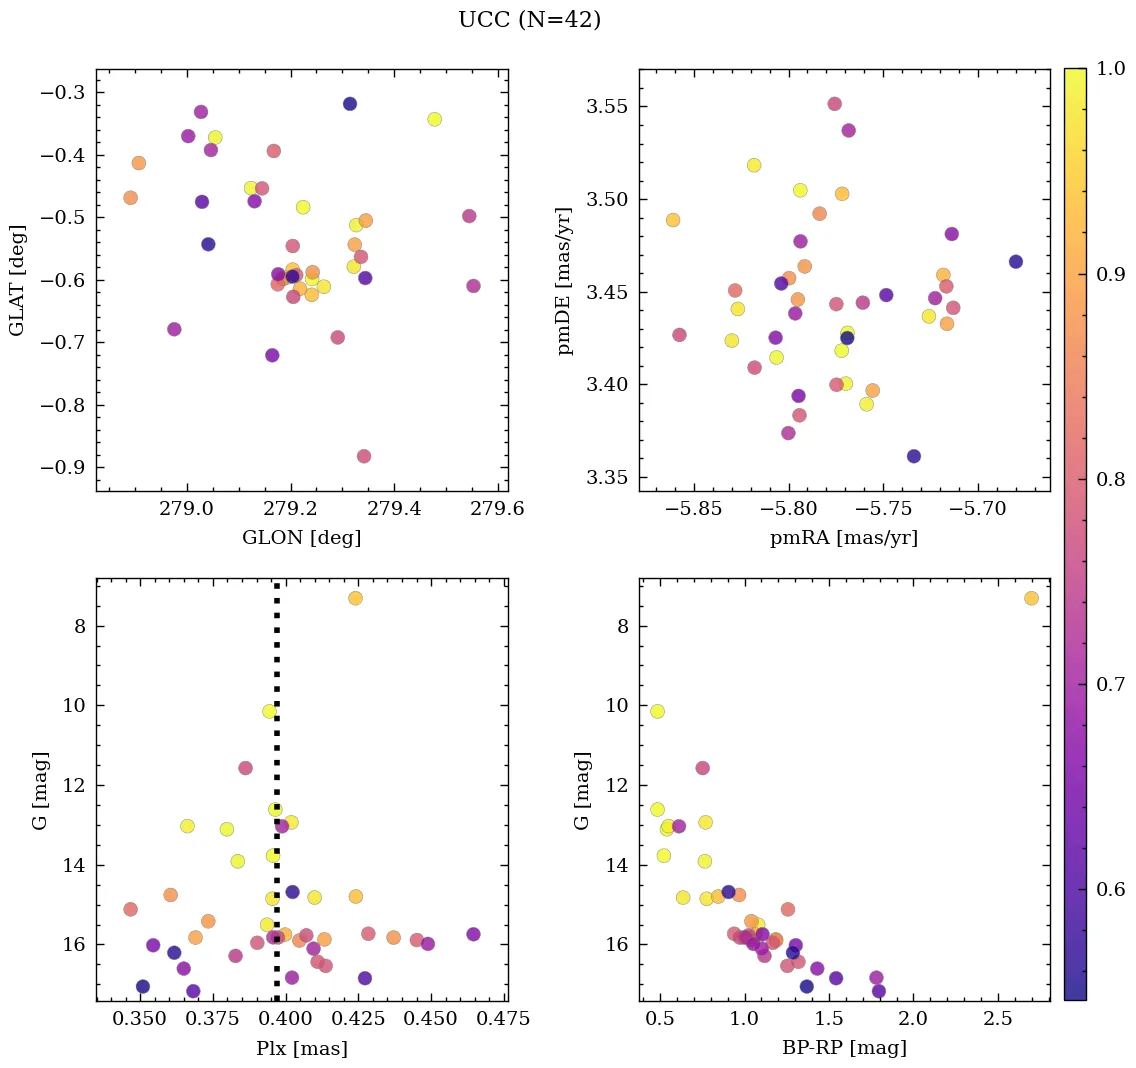 UCC (N=42)
−0.3
−0.4
−0.5
−0.6
−0.7
−0.8
−0.9
GLAT [deg]
279.0 279.2 279.4 279.6
GLON [deg]
3.55
3.50
3.45
3.40
3.35
pmDE [mas/yr]
−5.85 −5.80 −5.75 −5.70
pmRA [mas/yr]
1.0
0.9
0.8
0.7
0.6
8
10
12
14
16
G [mag]
0.350 0.375 0.400 0.425 0.450 0.475
Plx [mas]
8
10
12
14
16
G [mag]
0.5 1.0 1.5 2.0 2.5
BP-RP [mag]